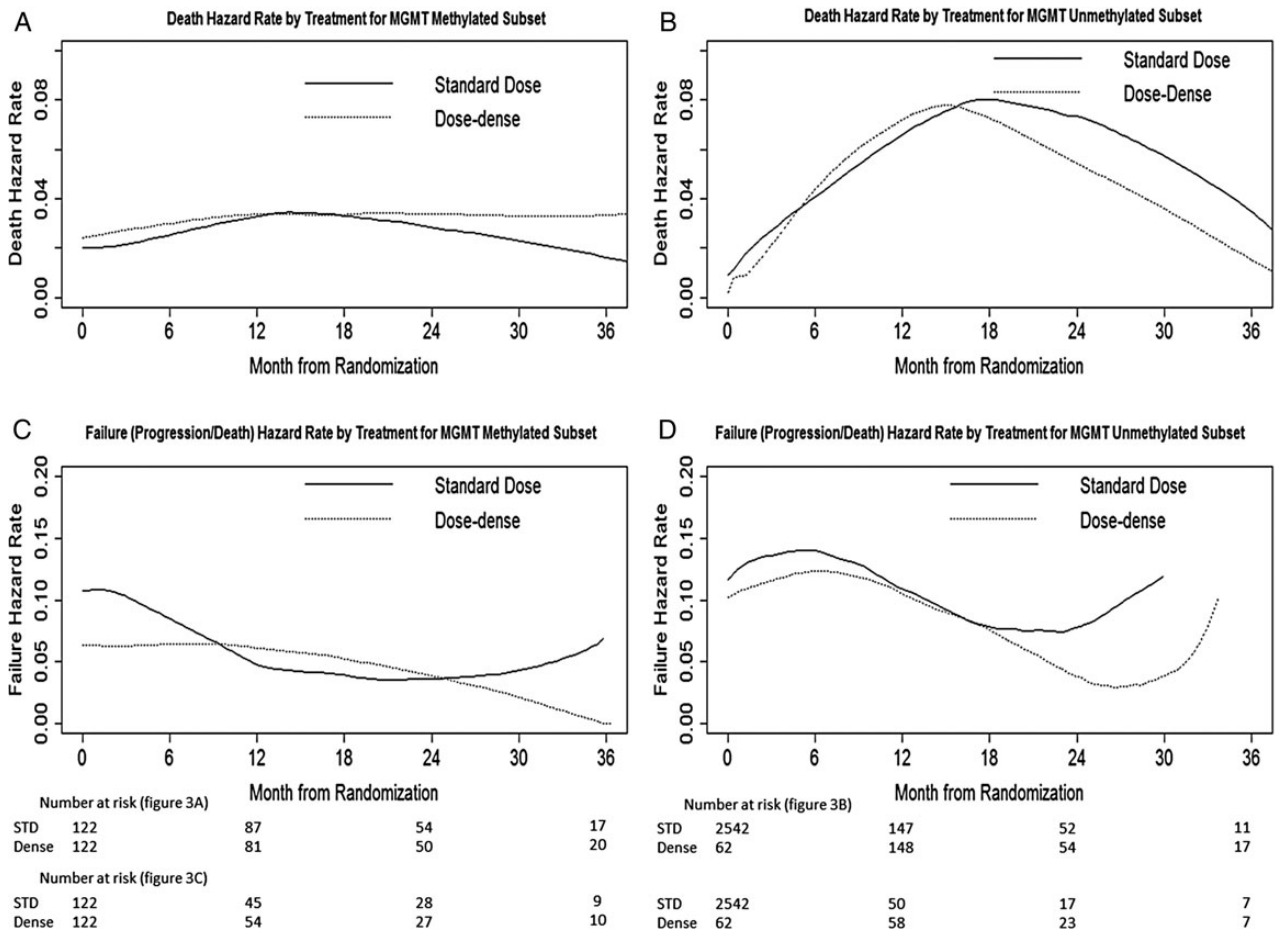 A
Death Hazard Rate by Treatment for MGMT Methylated Subset
Standard Dose
Dose-dense
Death Hazard Rate
0.00 0.04 0.08
0 6 12 18 24 30 36
Month from Randomization
B
Death Hazard Rate by Treatment for MGMT Unmethylated Subset
Standard Dose
Dose-Dense
Death Hazard Rate
0.00 0.04 0.08
0 6 12 18 24 30 36
Month from Randomization
C
Failure (Progression/Death) Hazard Rate by Treatment for MGMT Methylated Subset
Standard Dose
Dose-dense
Failure Hazard Rate
0.00 0.05 0.10 0.15 0.20
0 6 12 18 24 30 36
Month from Randomization
D
Failure (Progression/Death) Hazard Rate by Treatment for MGMT Unmethylated Subset
Standard Dose
Dose-dense
Failure Hazard Rate
0.00 0.05 0.10 0.15 0.20
0 6 12 18 24 30 36
Month from Randomization
Number at risk (figure 3A)
STD 122 87 54 17
Dense 122 81 50 20
Number at risk (figure 3C)
STD 122 45 28 9
Dense 122 54 27 10
Number at risk (figure 3B)
STD 2542 147 52 11
Dense 62 148 54 17
STD 2542 50 17 7
Dense 62 58 23 7